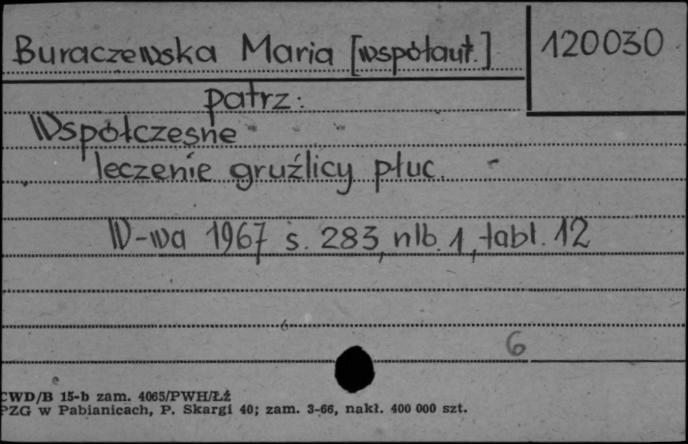 Buraczewska Maria [współaut.]
120030
patrz:
Współczesne
leczenie gruźlicy płuc.
W-wa 1967 s. 283, nlb. 1, tabl. 12
6
6
CWD/B 15-b zam. 4065/PWH/Łż
PZG w Pabianicach, P. Skargi 40; zam. 3-66, nakł. 400 000 szt.